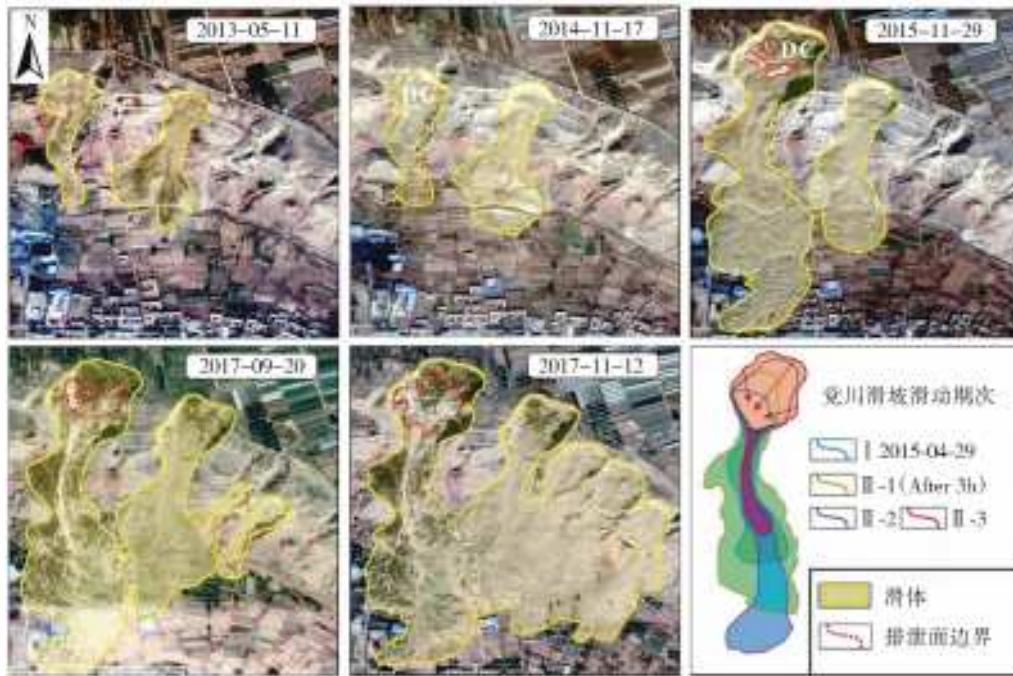 N
2013-05-11
2014-11-17
2015-11-29
DC
DC
2017-09-20
2017-11-12
党川滑坡滑动期次
Ⅰ 2015-04-29
Ⅱ-1(After 3h)
Ⅱ-2
Ⅱ-3
滑体
排泄面边界